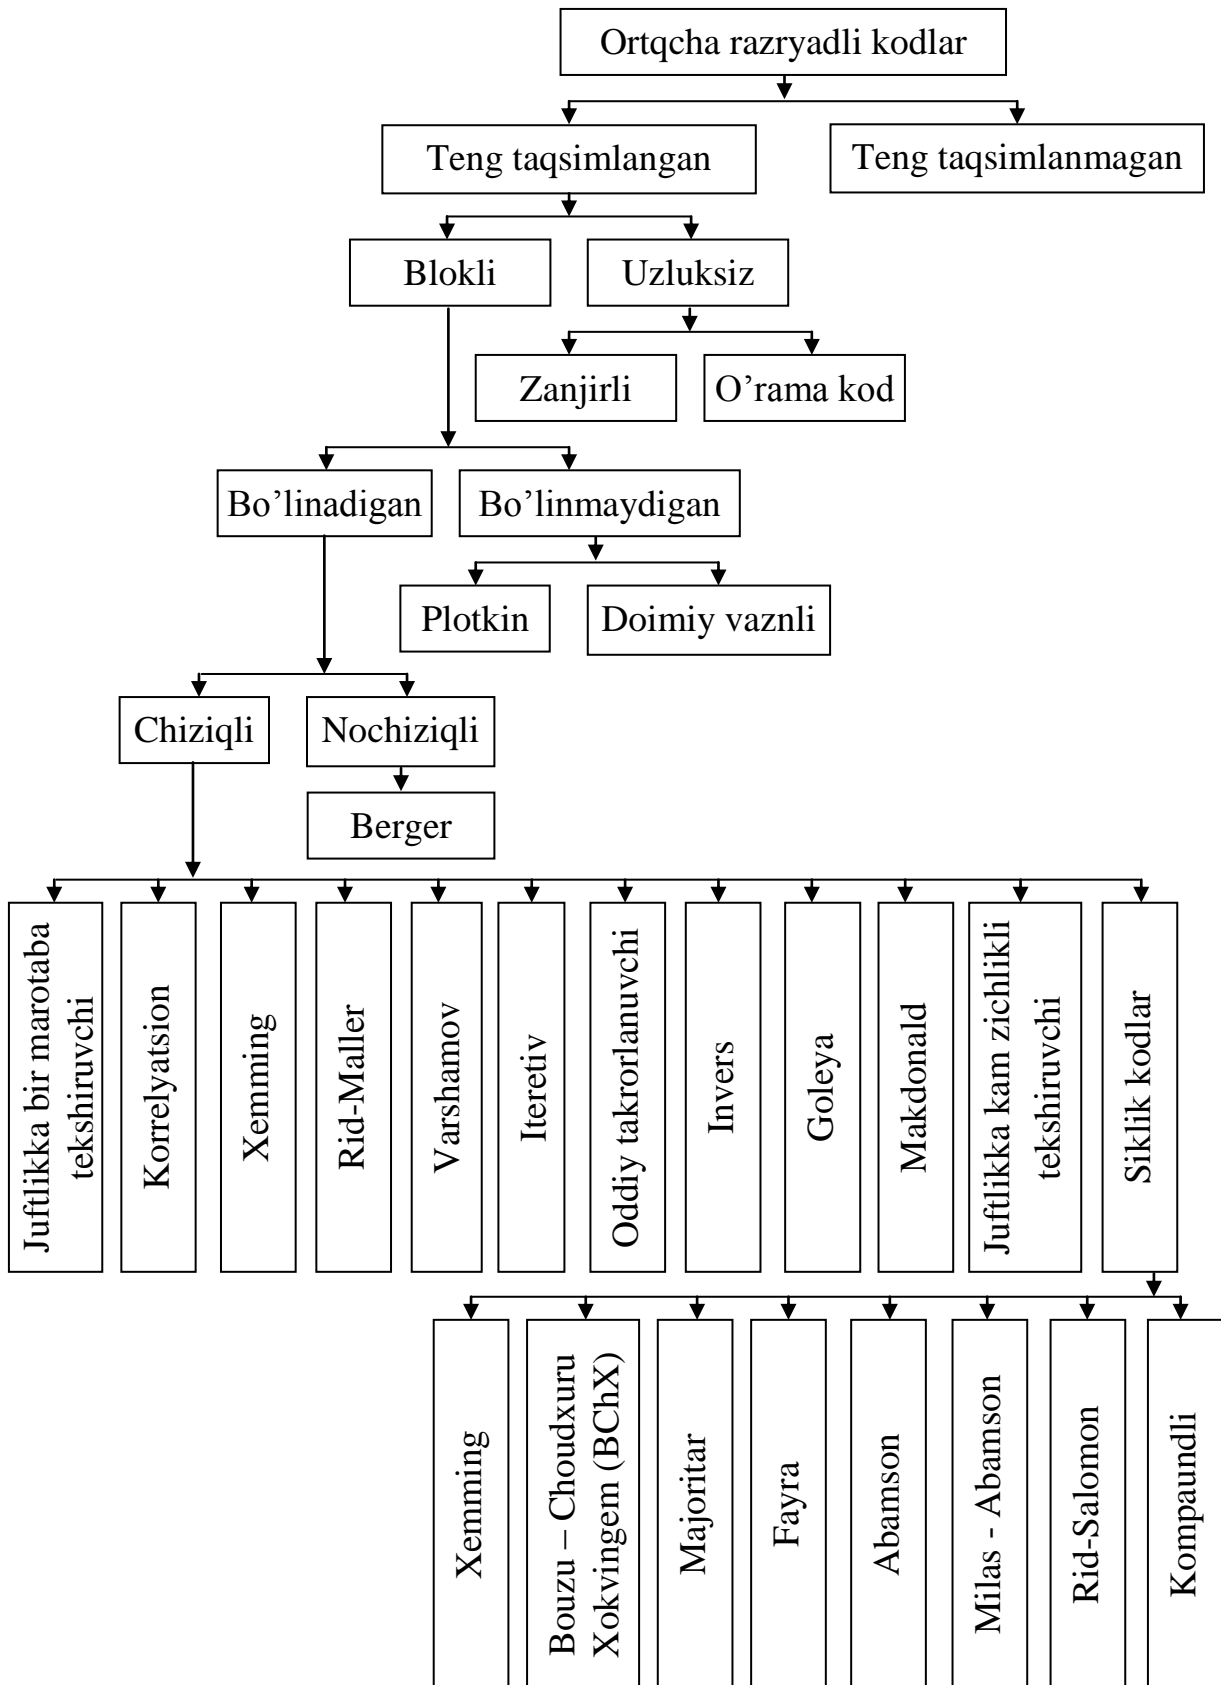 Ortqcha razryadli kodlar
Teng taqsimlangan
Teng taqsimlanmagan
Blokli
Uzluksiz
Zanjirli
O’rama kod
Bo’linadigan
Bo’linmaydigan
Plotkin
Doimiy vaznli
Chiziqli
Nochiziqli
Berger
Juftlikka bir marotaba
tekshiruvchi
Korrelyatsion
Xemming
Rid-Maller
Varshamov
Iteretiv
Oddiy takrorlanuvchi
Invers
Goleya
Makdonald
Juftlikka kam zichlikli
tekshiruvchi
Siklik kodlar
Xemming
Bouzu – Choudxuru
Xokvingem (BChX)
Majoritar
Fayra
Abamson
Milas - Abamson
Rid-Salomon
Kompaundli